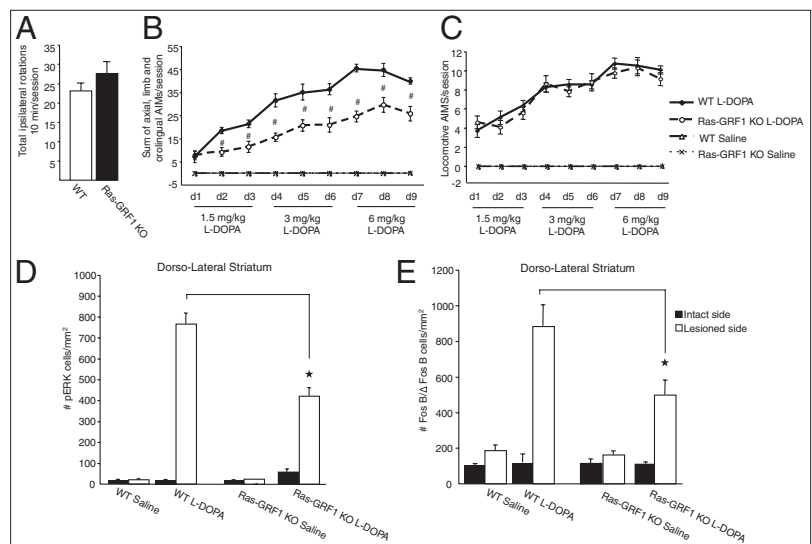 A
Total ipsilateral rotations
10 min/session
35
30
25
20
15
10
5
WT
Ras-GRF1 KO
B
Sum of axial, limb and
orolingual AIMs/session
55
45
35
25
15
5
-5
# # # # # # # #
d1 d2 d3 d4 d5 d6 d7 d8 d9
1.5 mg/kg 3 mg/kg 6 mg/kg
L-DOPA L-DOPA L-DOPA
C
Locomotive AIMS/session
12
10
8
6
4
2
0
-2
d1 d2 d3 d4 d5 d6 d7 d8 d9
1.5 mg/kg 3 mg/kg 6 mg/kg
L-DOPA L-DOPA L-DOPA
WT L-DOPA
Ras-GRF1 KO L-DOPA
WT Saline
Ras-GRF1 KO Saline
D
Dorso-Lateral Striatum
# pERK cells/mm²
1000
900
800
700
600
500
400
300
200
100
0
★
WT Saline
WT L-DOPA
Ras-GRF1 KO Saline
Ras-GRF1 KO L-DOPA
E
Dorso-Lateral Striatum
# Fos B/Δ Fos B cells/mm²
1200
1000
800
600
400
200
0
★
WT Saline
WT L-DOPA
Ras-GRF1 KO Saline
Ras-GRF1 KO L-DOPA
Intact side
Lesioned side